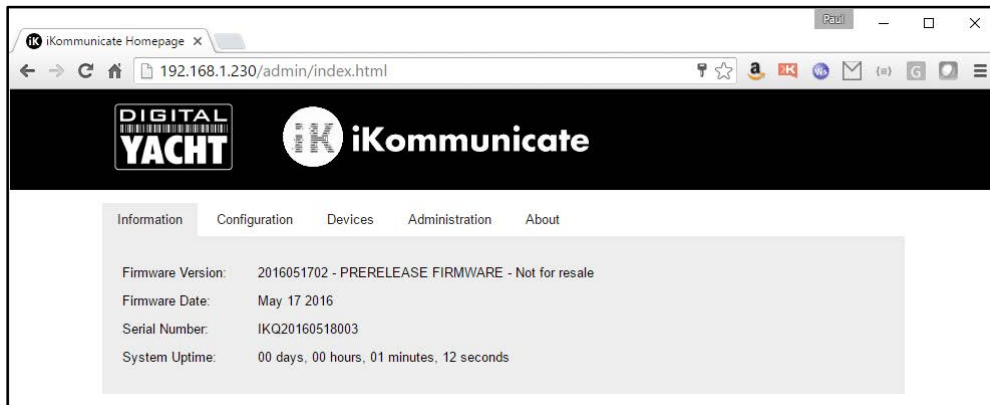 Paul
iKommunicate Homepage
192.168.1.230/admin/index.html
DIGITAL
YACHT
iK iKommunicate
Information Configuration Devices Administration About
Firmware Version: 2016051702 - PRERELEASE FIRMWARE - Not for resale
Firmware Date: May 17 2016
Serial Number: IKQ20160518003
System Uptime: 00 days, 00 hours, 01 minutes, 12 seconds